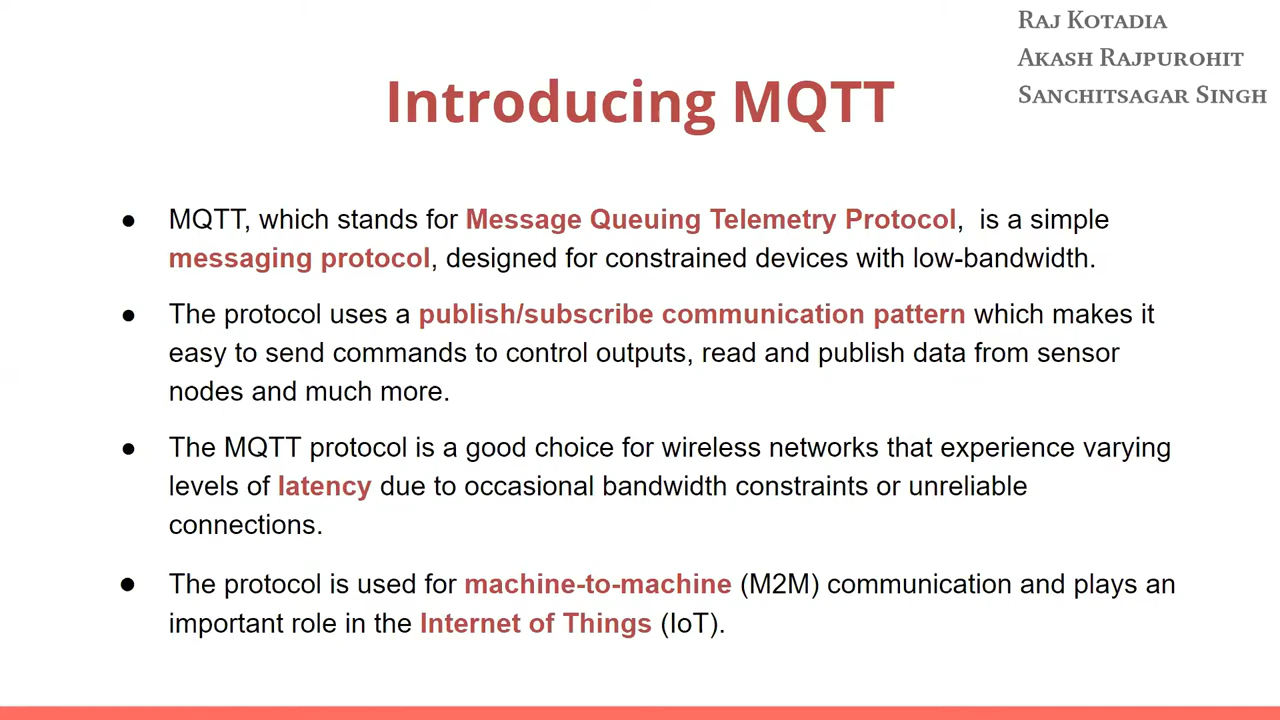 RAJ KOTADIA
AKASH RAJPUROHIT
SANCHITSAGAR SINGH
Introducing MQTT
● MQTT, which stands for Message Queuing Telemetry Protocol, is a simple
messaging protocol, designed for constrained devices with low-bandwidth.
● The protocol uses a publish/subscribe communication pattern which makes it
easy to send commands to control outputs, read and publish data from sensor
nodes and much more.
● The MQTT protocol is a good choice for wireless networks that experience varying
levels of latency due to occasional bandwidth constraints or unreliable
connections.
● The protocol is used for machine-to-machine (M2M) communication and plays an
important role in the Internet of Things (IoT).